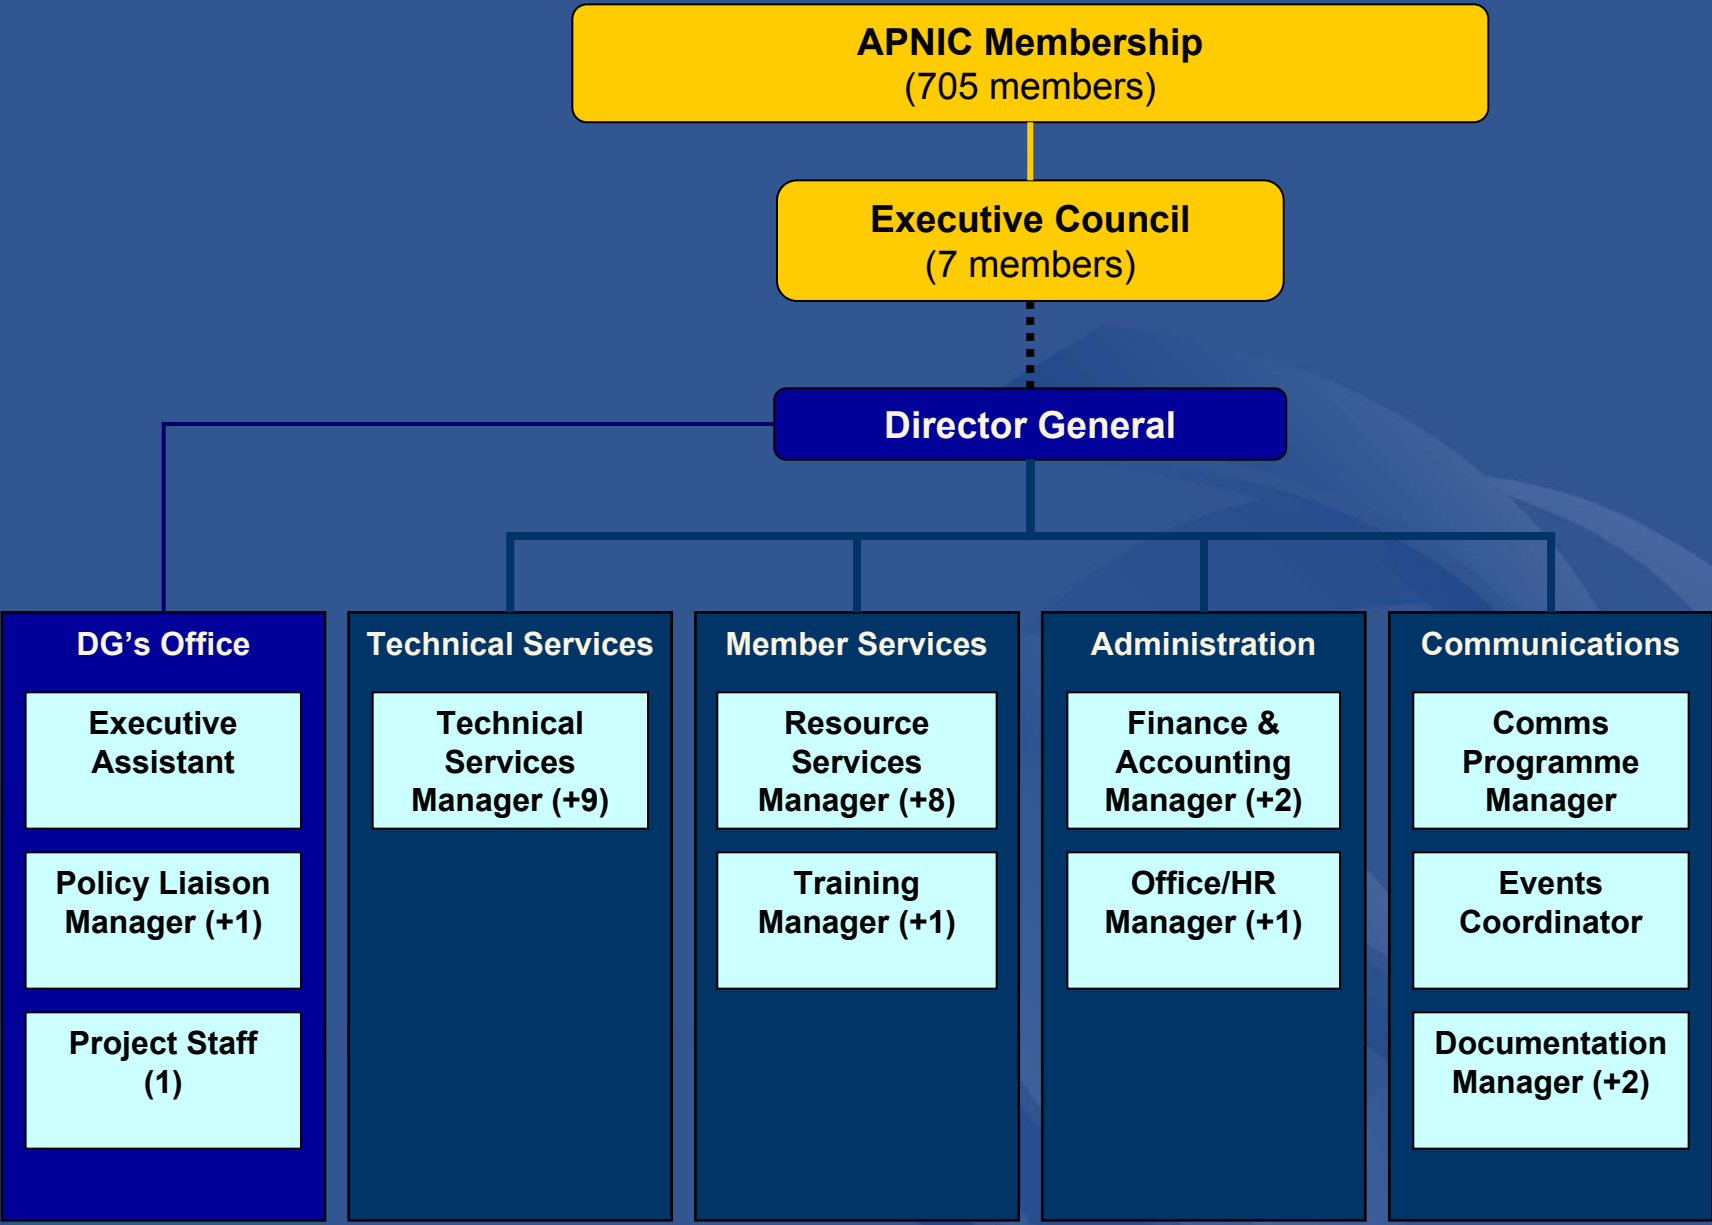 APNIC Membership
(705 members)
Executive Council
(7 members)
Director General
DG’s Office
Executive
Assistant
Policy Liaison
Manager (+1)
Project Staff
(1)
Technical Services
Technical
Services
Manager (+9)
Member Services
Resource
Services
Manager (+8)
Training
Manager (+1)
Administration
Finance &
Accounting
Manager (+2)
Office/HR
Manager (+1)
Communications
Comms
Programme
Manager
Events
Coordinator
Documentation
Manager (+2)